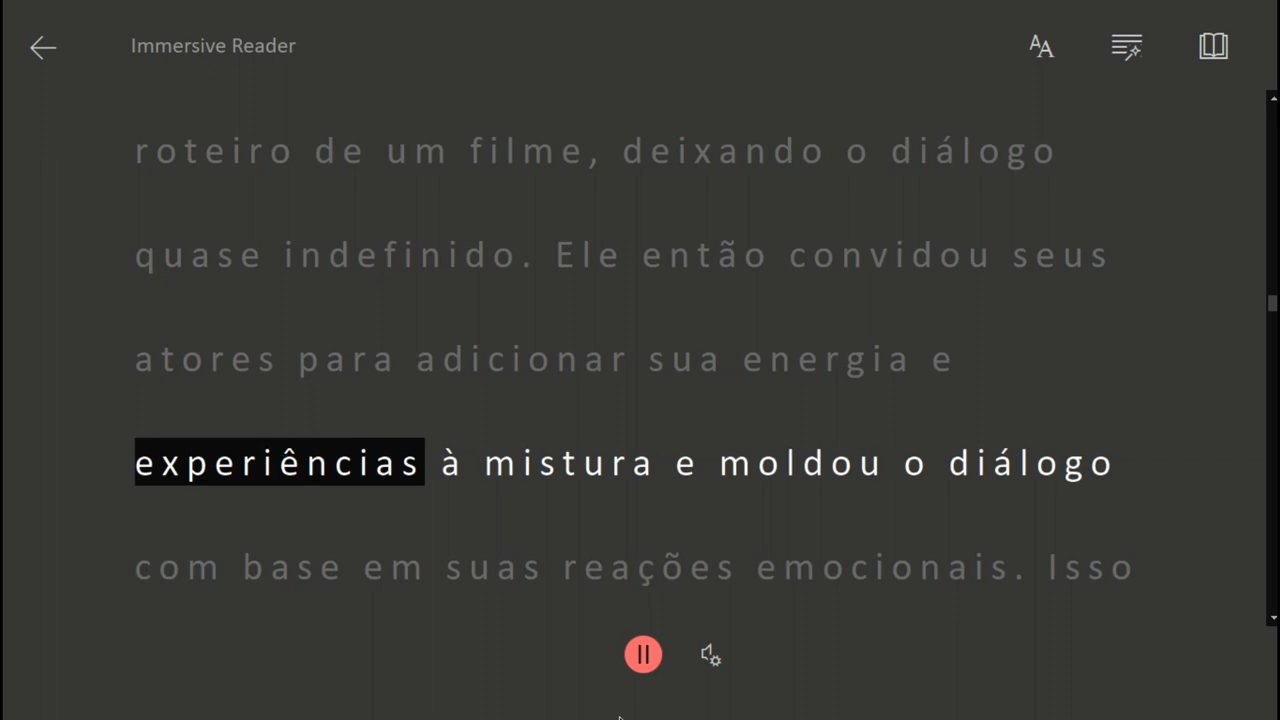 Immersive Reader
roteiro de um filme, deixando o diálogo
quase indefinido. Ele então convidou seus
atores para adicionar sua energia e
experiências à mistura e moldou o diálogo
com base em suas reações emocionais. Isso